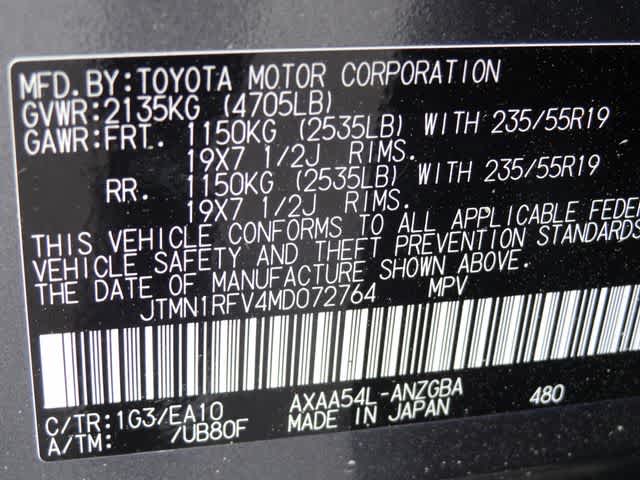 MFD.BY:TOYOTA MOTOR CORPORATION
GVWR:2135KG (4705LB)
GAWR:FRT. 1150KG (2535LB) WITH 235/55R19
19X7 1/2J RIMS.
RR. 1150KG (2535LB) WITH 235/55R19
19X7 1/2J RIMS.
THIS VEHICLE CONFORMS TO ALL APPLICABLE FEDER
VEHICLE SAFETY AND THEFT PREVENTION STANDARDS
THE DATE OF MANUFACTURE SHOWN ABOVE.
JTMN1RFV4MD072764 MPV
C/TR:1G3/EA10 AXAA54L-ANZGBA 480
A/TM: /UB80F MADE IN JAPAN